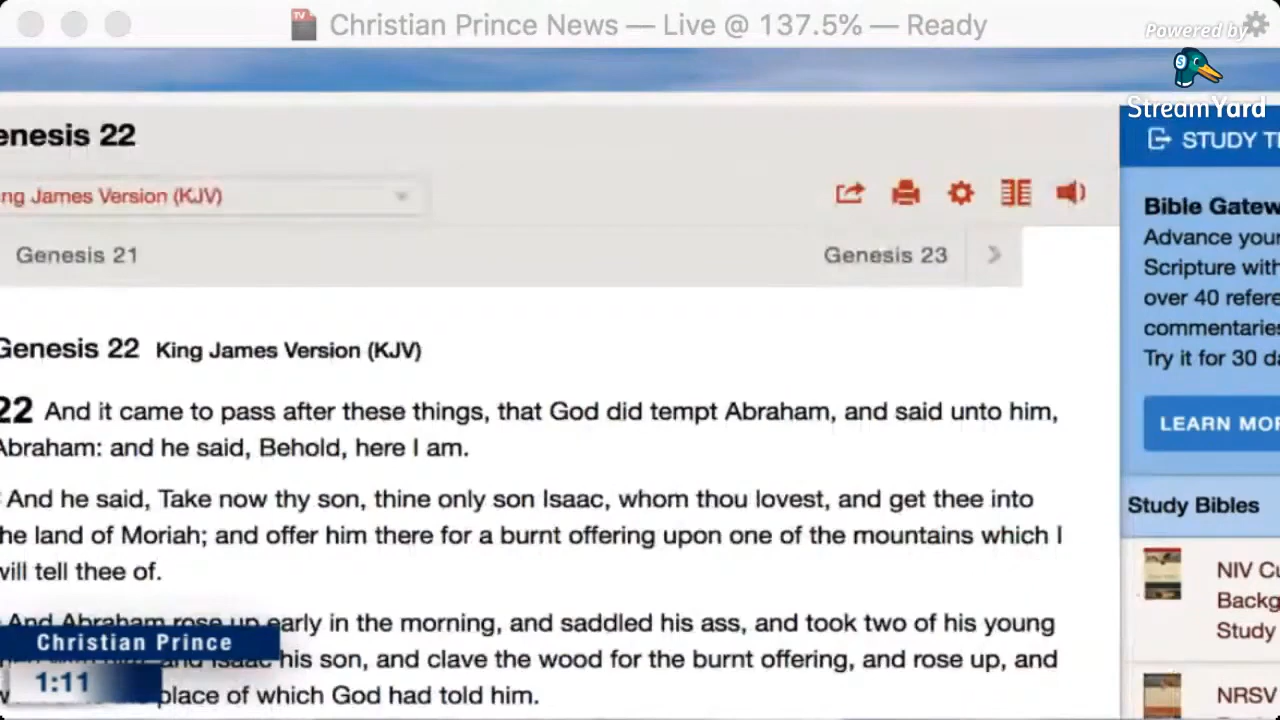 Christian Prince News — Live @ 137.5% — Ready
Powered by
StreamYard
enesis 22
STUDY T
ng James Version (KJV)
Genesis 21
Genesis 23
Bible Gatew
Advance your
Scripture with
over 40 refere
commentaries
Try it for 30 da
LEARN MOR
Genesis 22 King James Version (KJV)
22 And it came to pass after these things, that God did tempt Abraham, and said unto him,
Abraham: and he said, Behold, here I am.
And he said, Take now thy son, thine only son Isaac, whom thou lovest, and get thee into
he land of Moriah; and offer him there for a burnt offering upon one of the mountains which I
will tell thee of.
Study Bibles
NIV Cu
Backg
Study
And Abraham rose up early in the morning, and saddled his ass, and took two of his young
and Isaac his son, and clave the wood for the burnt offering, and rose up, and
place of which God had told him.
NRSV
Christian Prince
1:11